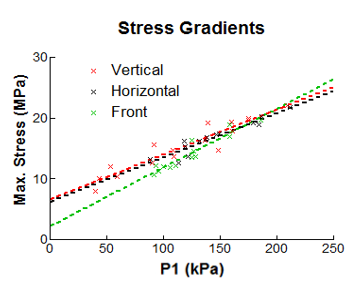 Stress Gradients
Max. Stress (MPa)
30
20
10
0
Vertical
Horizontal
Front
0 50 100 150 200 250
P1 (kPa)